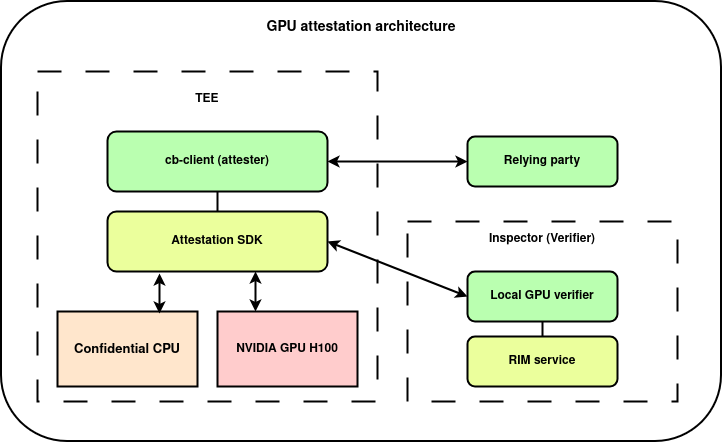 GPU attestation architecture
TEE
cb-client (attester)
Relying party
Attestation SDK
Inspector (Verifier)
Local GPU verifier
Confidential CPU
NVIDIA GPU H100
RIM service